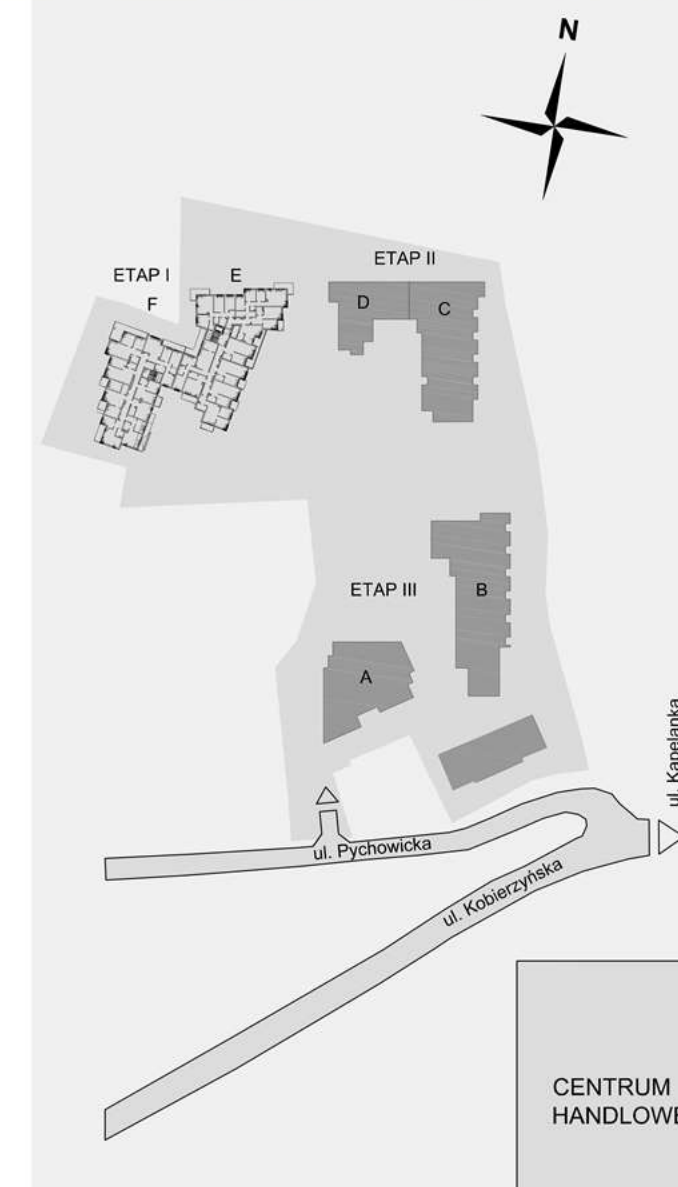 N
ETAP II
ETAP I
E
F
D
C
ETAP III
B
A
ul. Kapelanka
ul. Pychowicka
ul. Kobierzyńska
CENTRUM
HANDLOWE